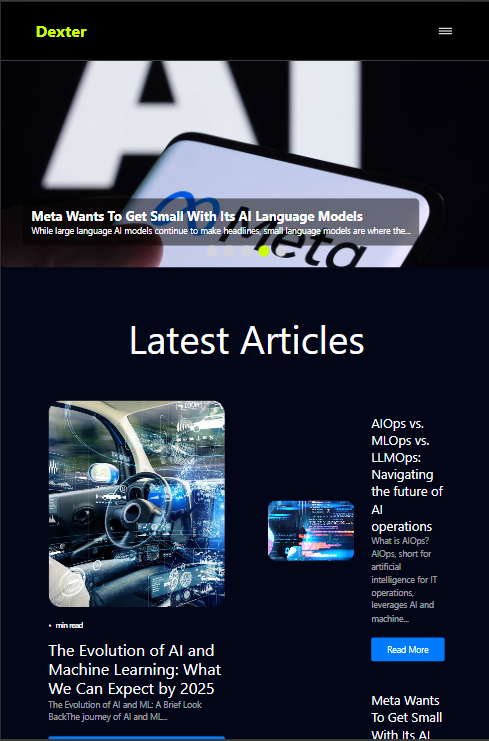 Dexter
AI
Meta
Meta Wants To Get Small With Its AI Language Models
While large language AI models continue to make headlines, small language models are where the...
Latest Articles
• min read
The Evolution of AI and
Machine Learning: What
We Can Expect by 2025
The Evolution of AI and ML: A Brief Look
BackThe journey of AI and ML...
AIOps vs.
MLOps vs.
LLMOps:
Navigating
the future of
AI
operations
What is AIOps?
AIOps, short for
artificial
intelligence for IT
operations,
leverages AI and
machine...
Read More
Meta Wants
To Get Small
With Its AI